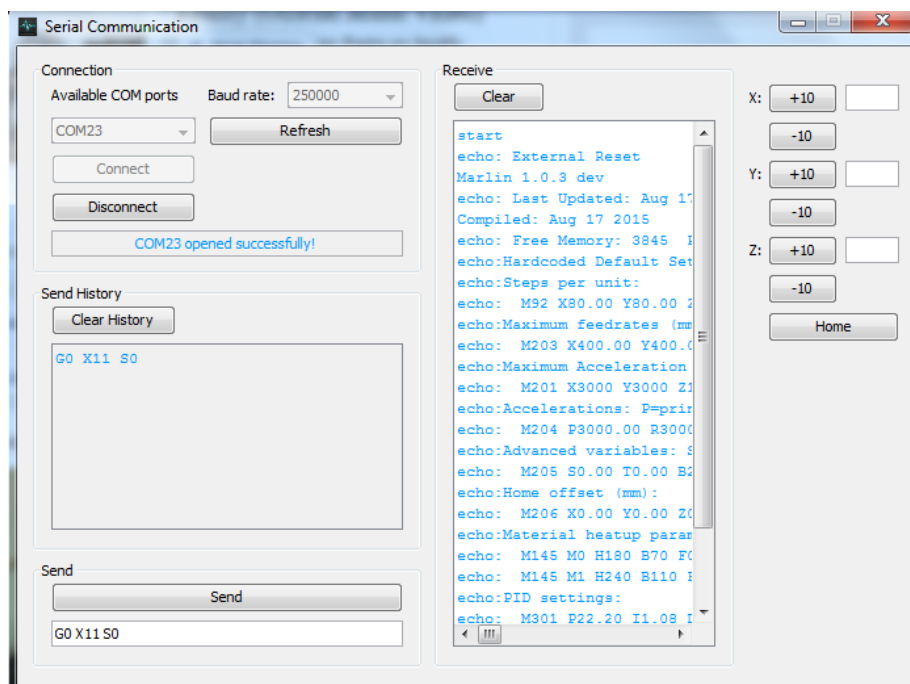 Serial Communication
Connection
Available COM ports Baud rate: 250000
COM23 Refresh
Connect
Disconnect
COM23 opened successfully!
Send History
Clear History
G0 X11 S0
Send
Send
G0 X11 S0
Receive
Clear
start
echo: External Reset
Marlin 1.0.3 dev
echo: Last Updated: Aug 17
Compiled: Aug 17 2015
echo: Free Memory: 3845
echo:Hardcoded Default Set
echo:Steps per unit:
echo: M92 X80.00 Y80.00
echo:Maximum feedrates (mm
echo: M203 X400.00 Y400.0
echo:Maximum Acceleration
echo: M201 X3000 Y3000 Z1
echo:Accelerations: P=prin
echo: M204 P3000.00 R3000
echo:Advanced variables: S
echo: M205 S0.00 T0.00 B2
echo:Home offset (mm):
echo: M206 X0.00 Y0.00 Z0
echo:Material heatup param
echo: M145 M0 H180 B70 F0
echo: M145 M1 H240 B110
echo:PID settings:
echo: M301 P22.20 I1.08
X: +10
-10
Y: +10
-10
Z: +10
-10
Home